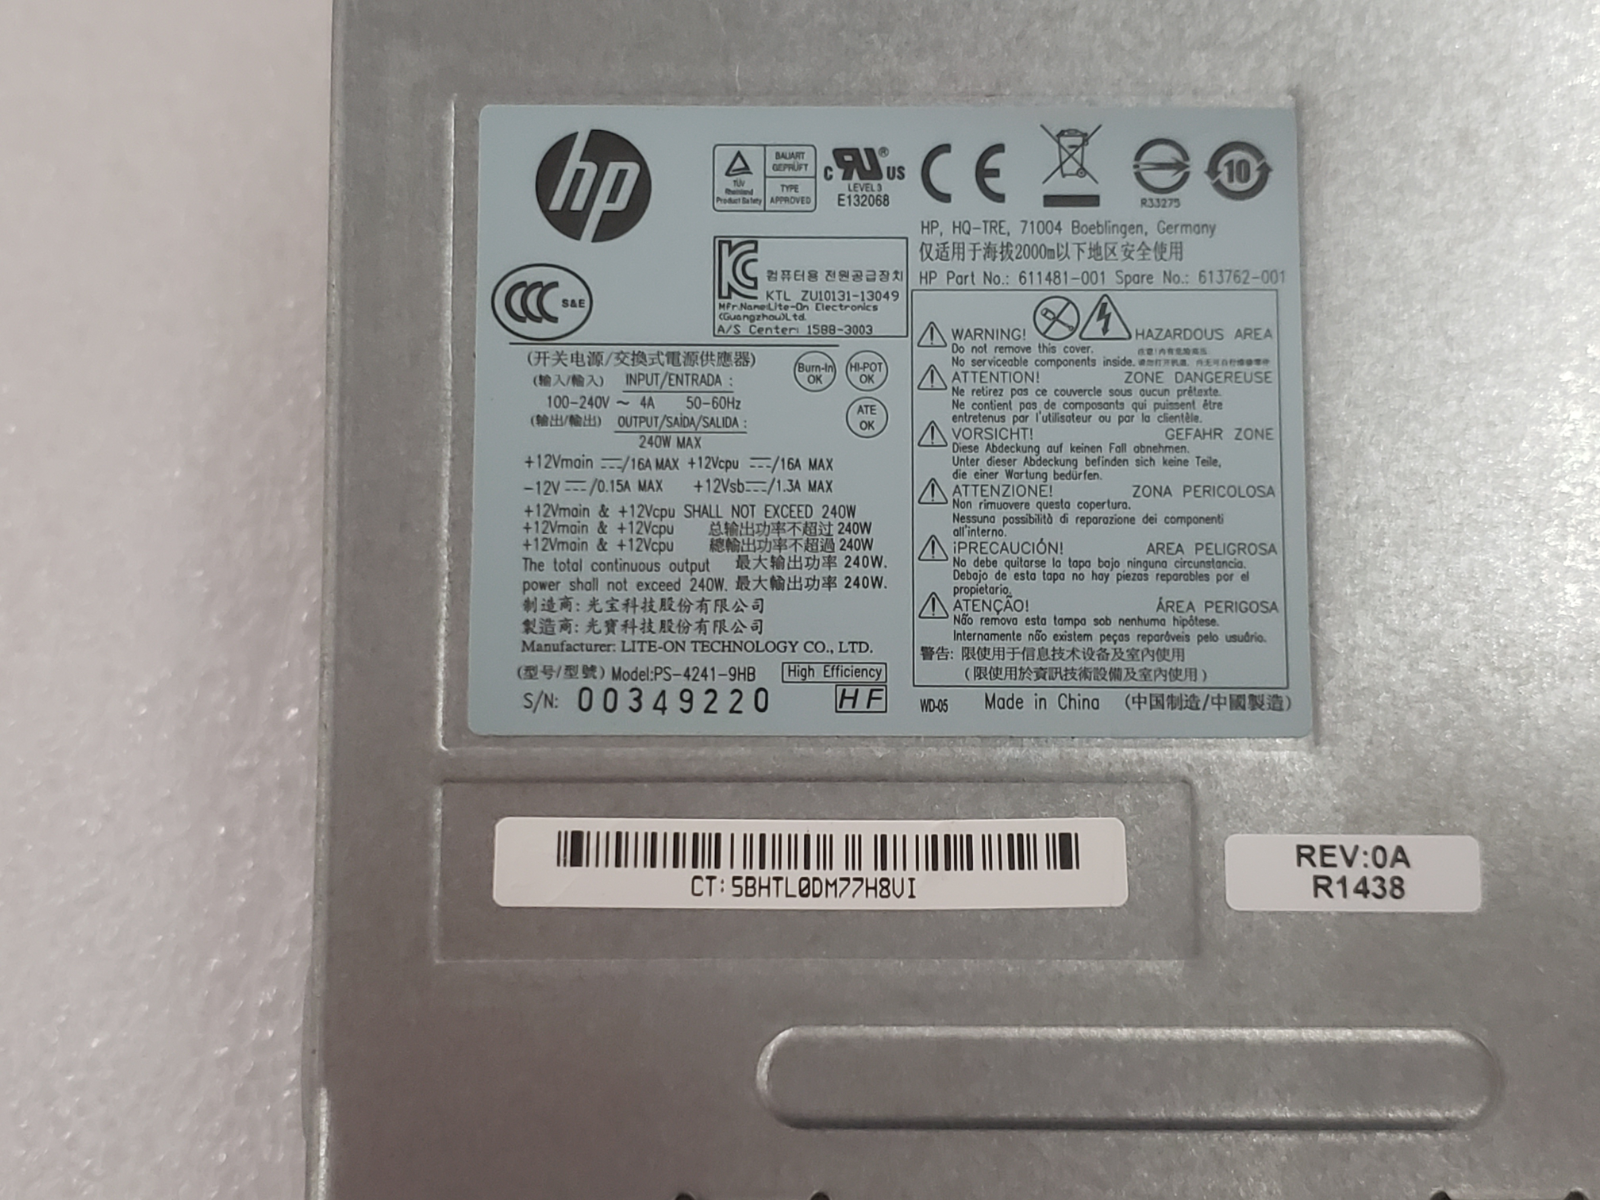 hp
TÜV
Rheinland
Product Safety
BAUART
GEPRÜFT
TYPE
APPROVED
c UR ® US
LEVEL 3
E132068
CE
R33275
10
HP, HQ-TRE, 71004 Boeblingen, Germany
仅适用于海拔2000m以下地区安全使用
HP Part No.: 611481-001 Spare No.: 613762-001
CCC S&E
KC 컴퓨터용 전원공급장치
KTL ZU10131-13049
Mfr.Name:Lite-On Electronics
(Guangzhou)Ltd.
A/S Center: 1588-3003
(开关电源/交換式電源供應器)
(输入/輸入) INPUT/ENTRADA :
100-240V ~ 4A 50-60Hz
(输出/輸出) OUTPUT/SAÍDA/SALIDA :
240W MAX
Burn-In OK
HI-POT OK
ATE OK
+12Vmain ⎓/16A MAX +12Vcpu ⎓/16A MAX
-12V ⎓/0.15A MAX +12Vsb⎓/1.3A MAX
+12Vmain & +12Vcpu SHALL NOT EXCEED 240W
+12Vmain & +12Vcpu 总输出功率不超过 240W
+12Vmain & +12Vcpu 總輸出功率不超過 240W
The total continuous output 最大输出功率 240W.
power shall not exceed 240W. 最大輸出功率 240W.
制造商: 光宝科技股份有限公司
製造商: 光寶科技股份有限公司
Manufacturer: LITE-ON TECHNOLOGY CO., LTD.
(型号/型號) Model:PS-4241-9HB High Efficiency
S/N: 00349220 HF
WARNING! HAZARDOUS AREA
Do not remove this cover.
No serviceable components inside.
ATTENTION! ZONE DANGEREUSE
Ne retirez pas ce couvercle sous aucun prêtexte.
Ne contient pas de composants qui puissent être
entretenus par l'utilisateur ou par la clientèle.
VORSICHT! GEFAHR ZONE
Diese Abdeckung auf keinen Fall abnehmen.
Unter dieser Abdeckung befinden sich keine Teile,
die einer Wartung bedürfen.
ATTENZIONE! ZONA PERICOLOSA
Non rimuovere questa copertura.
Nessuna possibilità di reparazione dei componenti
all'interno.
¡PRECAUCIÓN! AREA PELIGROSA
No debe quitarse la tapa bajo ninguna circunstancia.
Debajo de esta tapa no hay piezas reparables por el
propietario.
ATENÇÃO! ÁREA PERIGOSA
Não remova esta tampa sob nenhuma hipótese.
Internamente não existem peças reparáveis pelo usuário.
警告: 限使用于信息技术设备及室内使用
(限使用於資訊技術設備及室內使用)
WD-05 Made in China (中国制造/中國製造)
CT:5BHTL0DM77H8VI
REV:0A
R1438